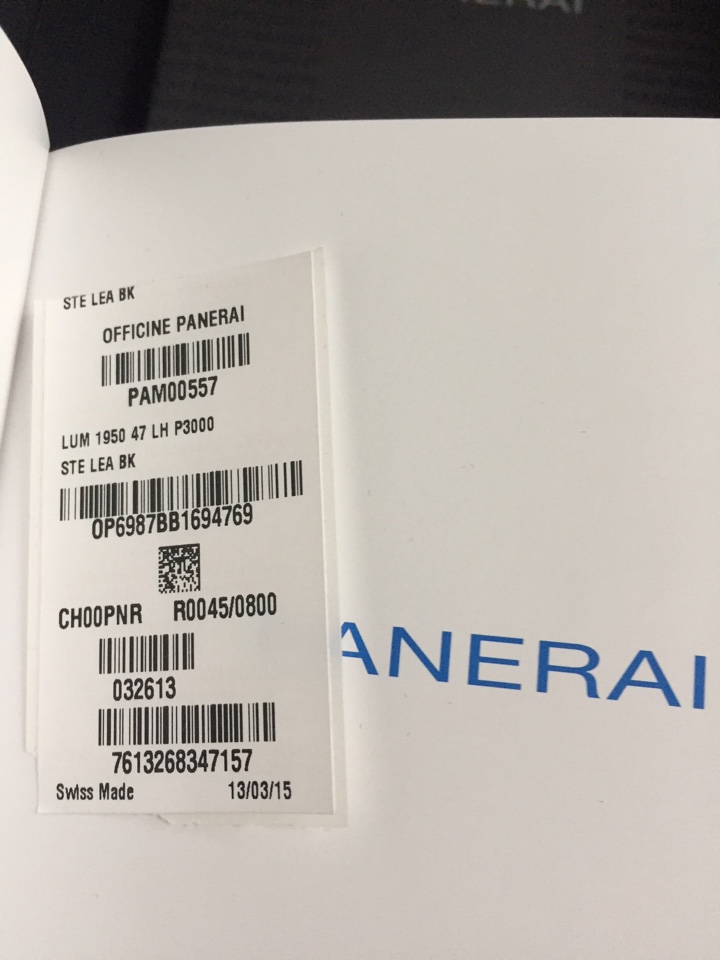 STE LEA BK
OFFICINE PANERAI
PAM00557
LUM 1950 47 LH P3000
STE LEA BK
OP6987BB1694769
CH00PNR R0045/0800
032613
7613268347157
Swiss Made 13/03/15
PANERAI